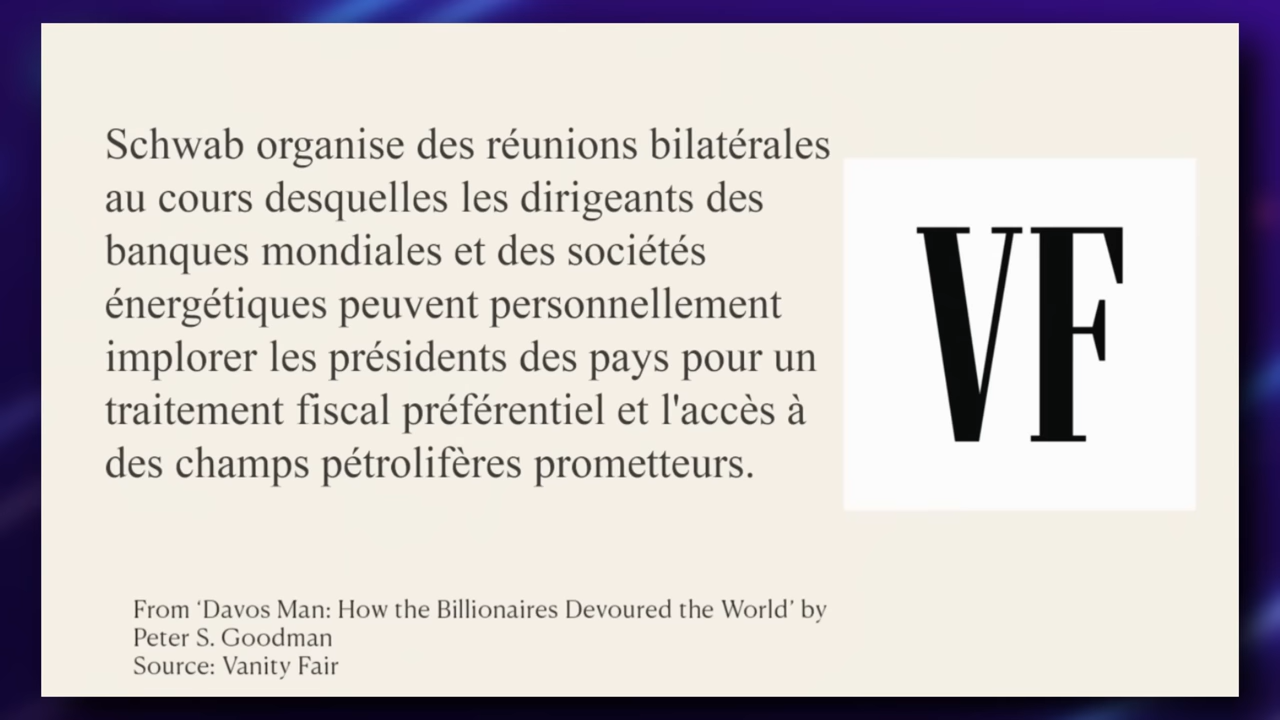 Schwab organise des réunions bilatérales
au cours desquelles les dirigeants des
banques mondiales et des sociétés
énergétiques peuvent personnellement
implorer les présidents des pays pour un
traitement fiscal préférentiel et l'accès à
des champs pétrolifères prometteurs.
VF
From ‘Davos Man: How the Billionaires Devoured the World’ by
Peter S. Goodman
Source: Vanity Fair